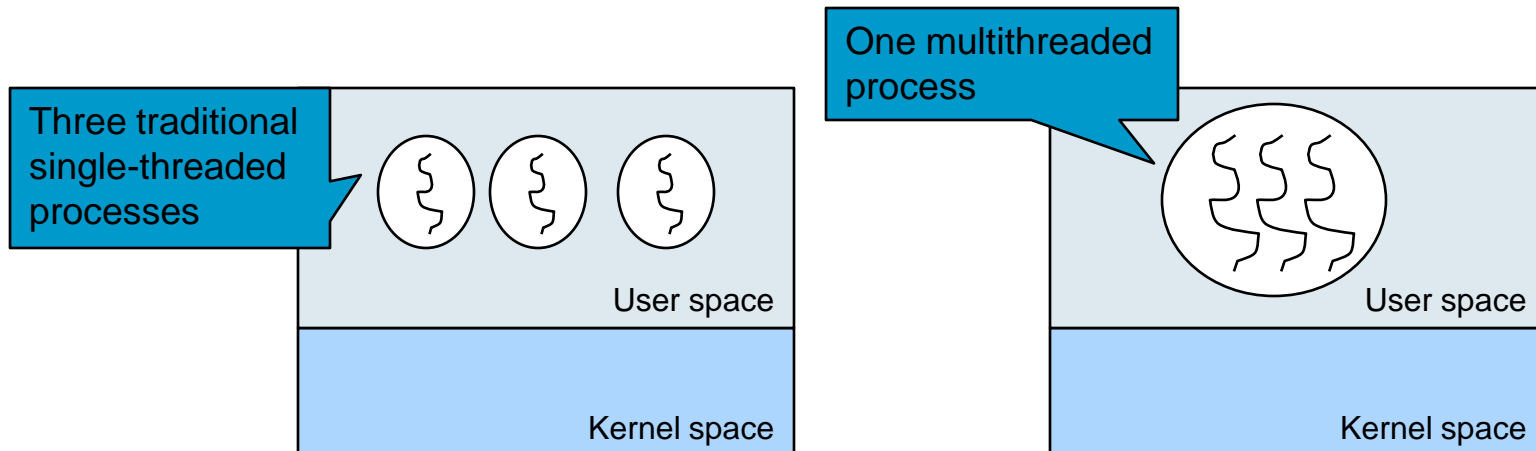 Three traditional
single-threaded
processes
User space
Kernel space
One multithreaded
process
User space
Kernel space